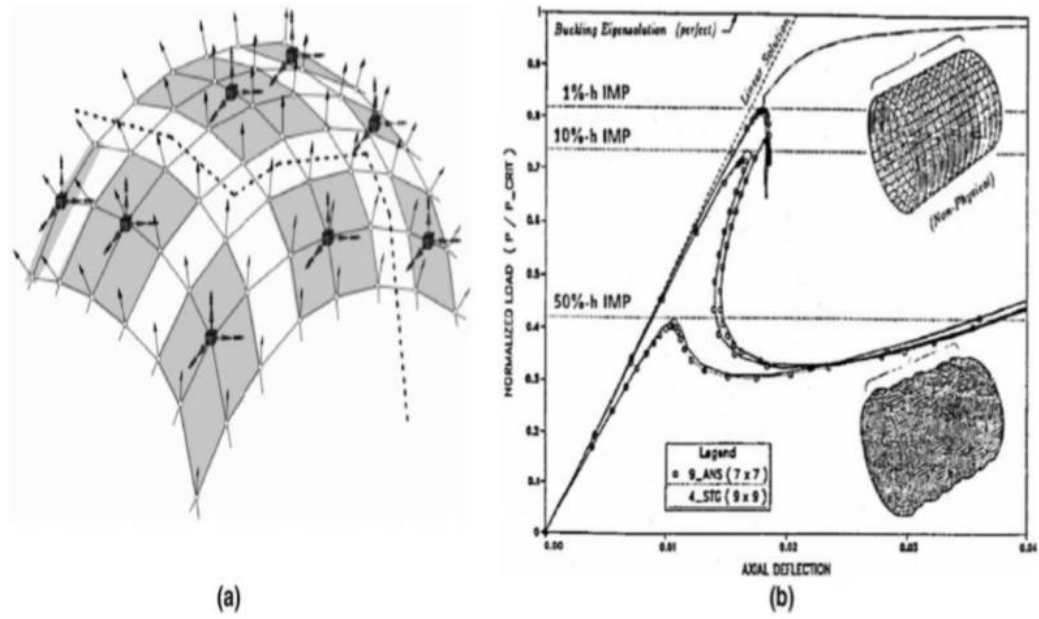 Buckling Eigensolution (perfect)
Linear Solution
1%-h IMP
10%-h IMP
50%-h IMP
(Non-Physical)
NORMALIZED LOAD ( P / P_CRIT )
1
0.9
0.8
0.7
0.6
0.5
0.4
0.3
0.2
0.1
0
0.00 0.01 0.02 0.03 0.04
AXIAL DEFLECTION
Legend
9_ANS ( 7 x 7 )
4_STG ( 9 x 9 )
(a)
(b)